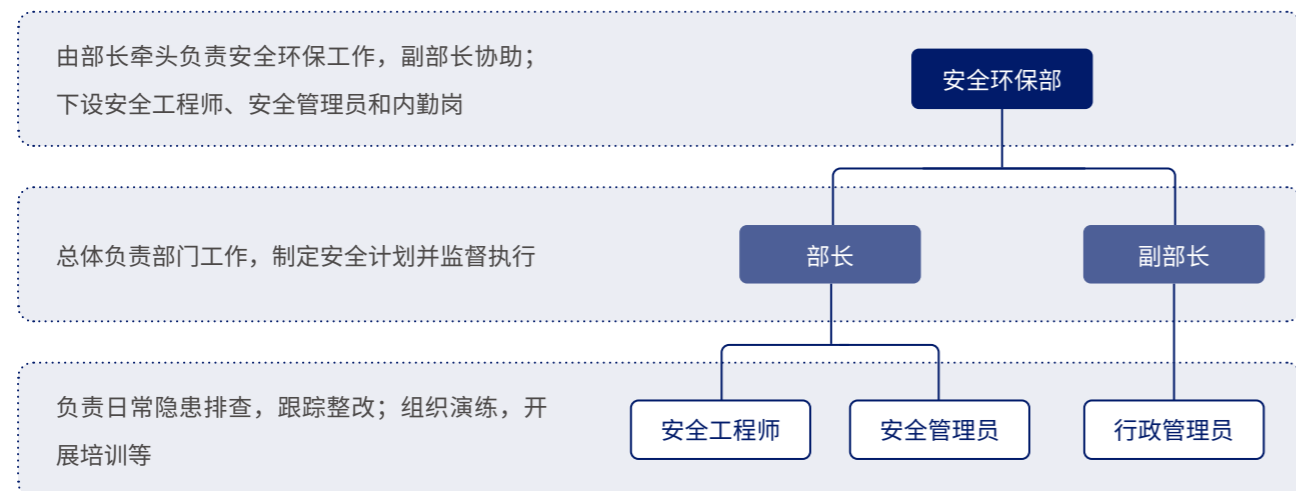 由部长牵头负责安全环保工作，副部长协助；
下设安全工程师、安全管理员和内勤岗
安全环保部
总体负责部门工作，制定安全计划并监督执行
部长
副部长
负责日常隐患排查，跟踪整改；组织演练，开
展培训等
安全工程师
安全管理员
行政管理员